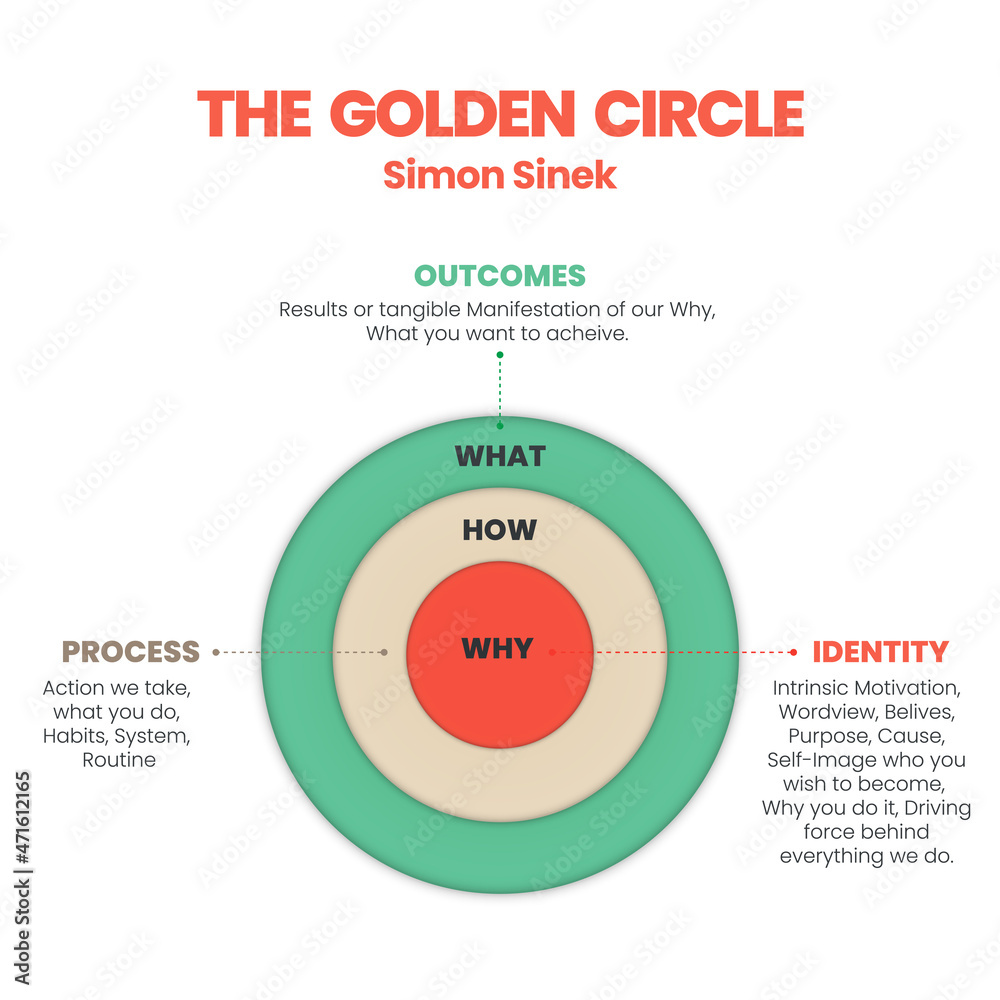 THE GOLDEN CIRCLE
Simon Sinek
OUTCOMES
Results or tangible Manifestation of our Why,
What you want to acheive.
WHAT
HOW
WHY
PROCESS
Action we take,
what you do,
Habits, System,
Routine
IDENTITY
Intrinsic Motivation,
Wordview, Belives,
Purpose, Cause,
Self-Image who you
wish to become,
Why you do it, Driving
force behind
everything we do.
Adobe Stock | #471612165
Adobe Stock